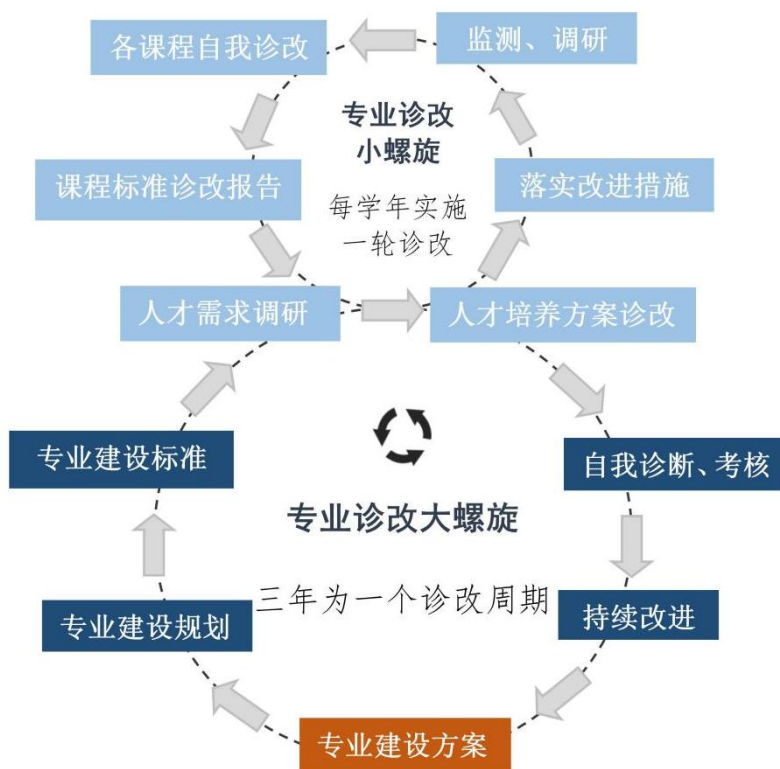 各课程自我诊改
监测、调研
专业诊改
小螺旋
课程标准诊改报告
落实改进措施
每学年实施
一轮诊改
人才需求调研
人才培养方案诊改
专业建设标准
自我诊断、考核
专业诊改大螺旋
三年为一个诊改周期
专业建设规划
持续改进
专业建设方案